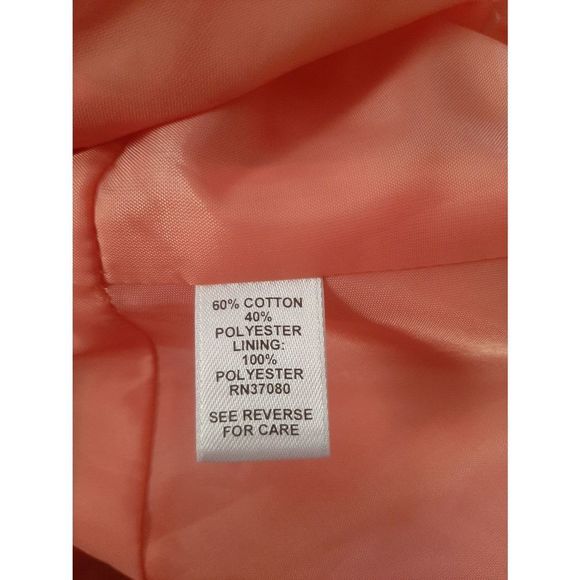 60% COTTON
40%
POLYESTER
LINING:
100%
POLYESTER
RN37080
SEE REVERSE
FOR CARE